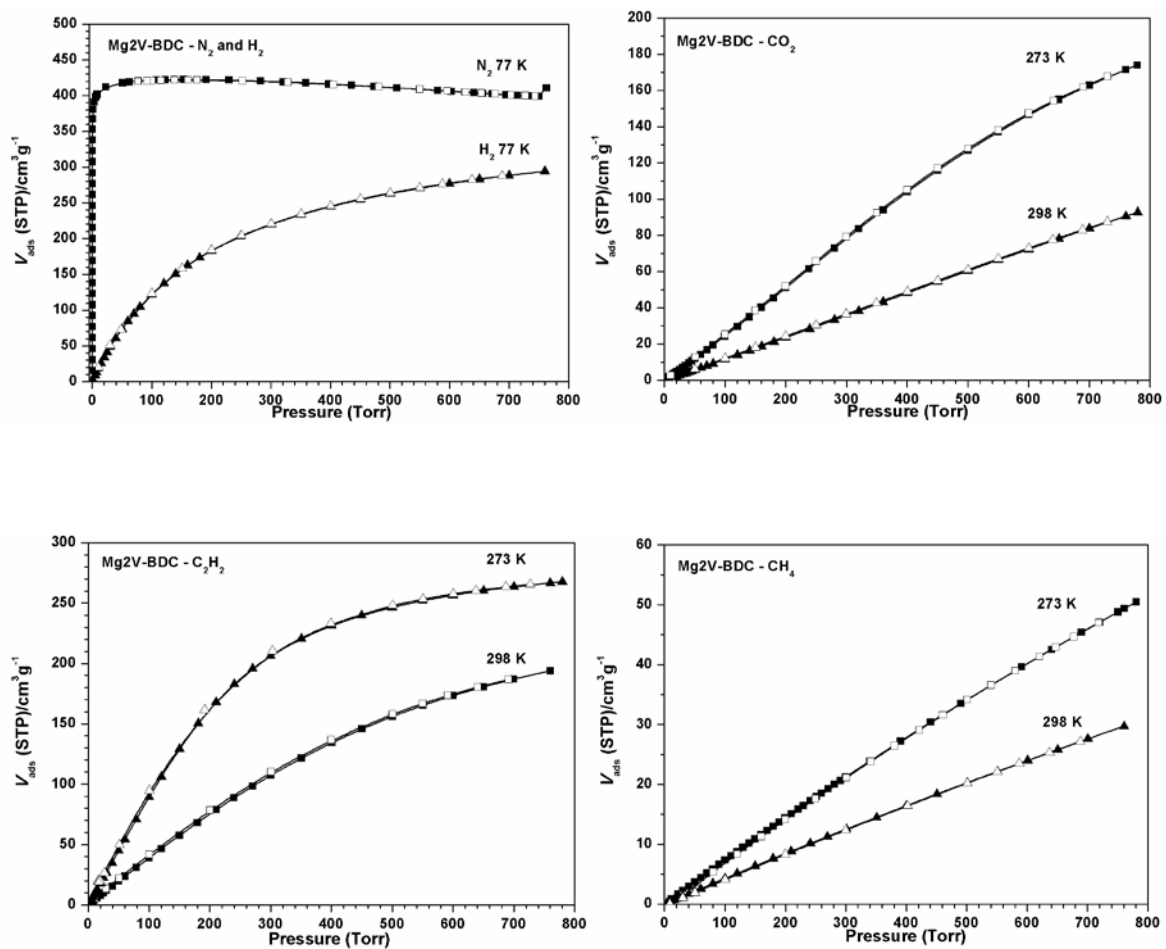 Mg2V-BDC - N₂ and H₂
N₂ 77 K
H₂ 77 K
V_ads (STP)/cm³g⁻¹
500
450
400
350
300
250
200
150
100
50
0
0 100 200 300 400 500 600 700 800
Pressure (Torr)
Mg2V-BDC - CO₂
273 K
298 K
V_ads (STP)/cm³g⁻¹
200
180
160
140
120
100
80
60
40
20
0
0 100 200 300 400 500 600 700 800
Pressure (Torr)
Mg2V-BDC - C₂H₂
273 K
298 K
V_ads (STP)/cm³g⁻¹
300
250
200
150
100
50
0
0 100 200 300 400 500 600 700 800
Pressure (Torr)
Mg2V-BDC - CH₄
273 K
298 K
V_ads (STP)/cm³g⁻¹
60
50
40
30
20
10
0
0 100 200 300 400 500 600 700 800
Pressure (Torr)